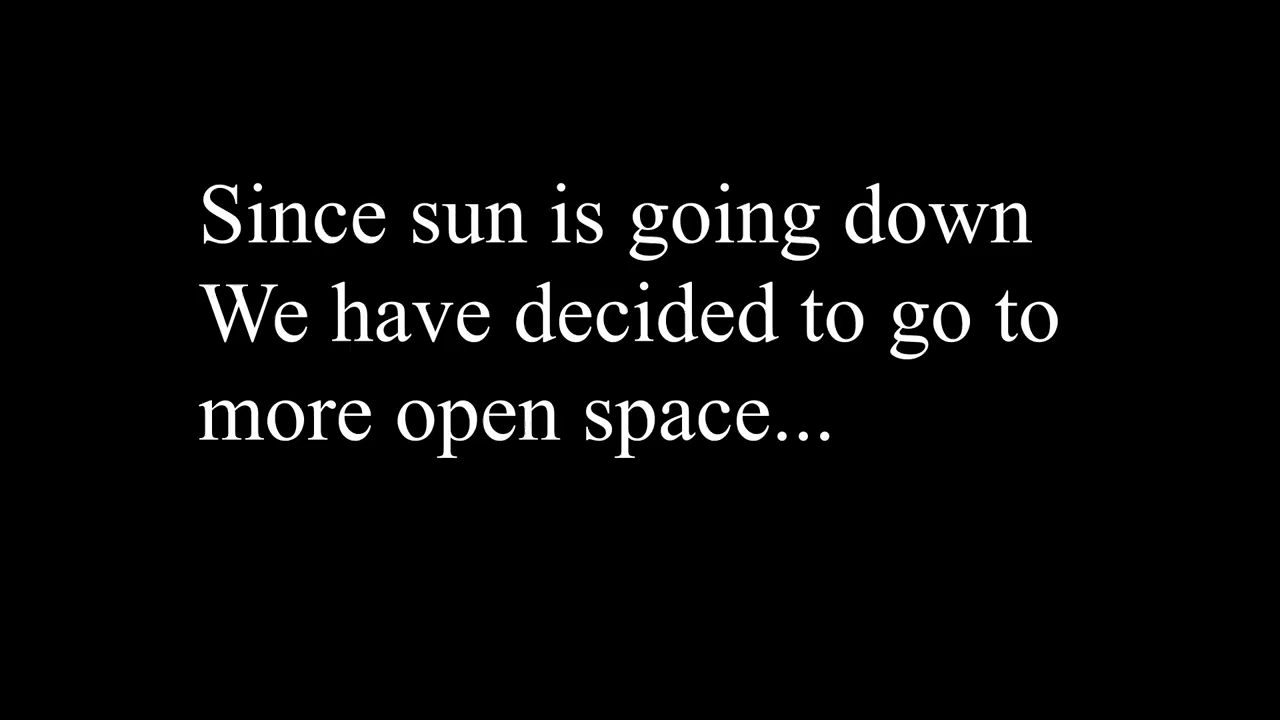 Since sun is going down
We have decided to go to
more open space...